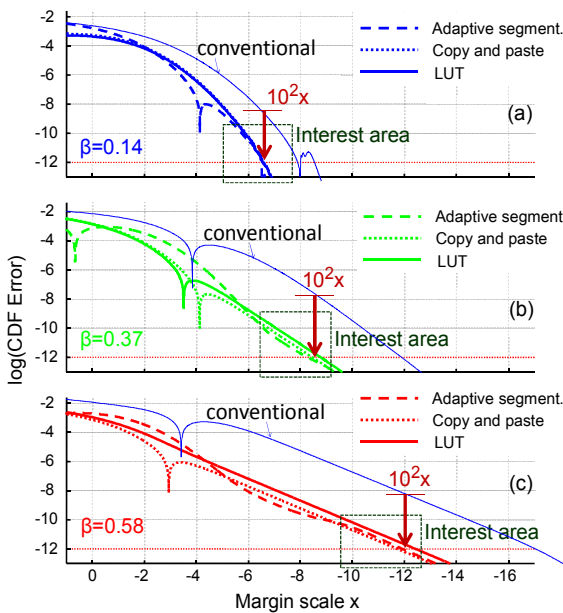 log(CDF Error)
-2
-4
-6
-8
-10
-12
conventional
Adaptive segment.
Copy and paste
LUT
10²x
(a)
Interest area
β=0.14
-2
-4
-6
-8
-10
-12
conventional
Adaptive segment.
Copy and paste
LUT
10²x
(b)
Interest area
β=0.37
-2
-4
-6
-8
-10
-12
conventional
Adaptive segment.
Copy and paste
LUT
10²x
(c)
Interest area
β=0.58
0 -2 -4 -6 -8 -10 -12 -14 -16
Margin scale x